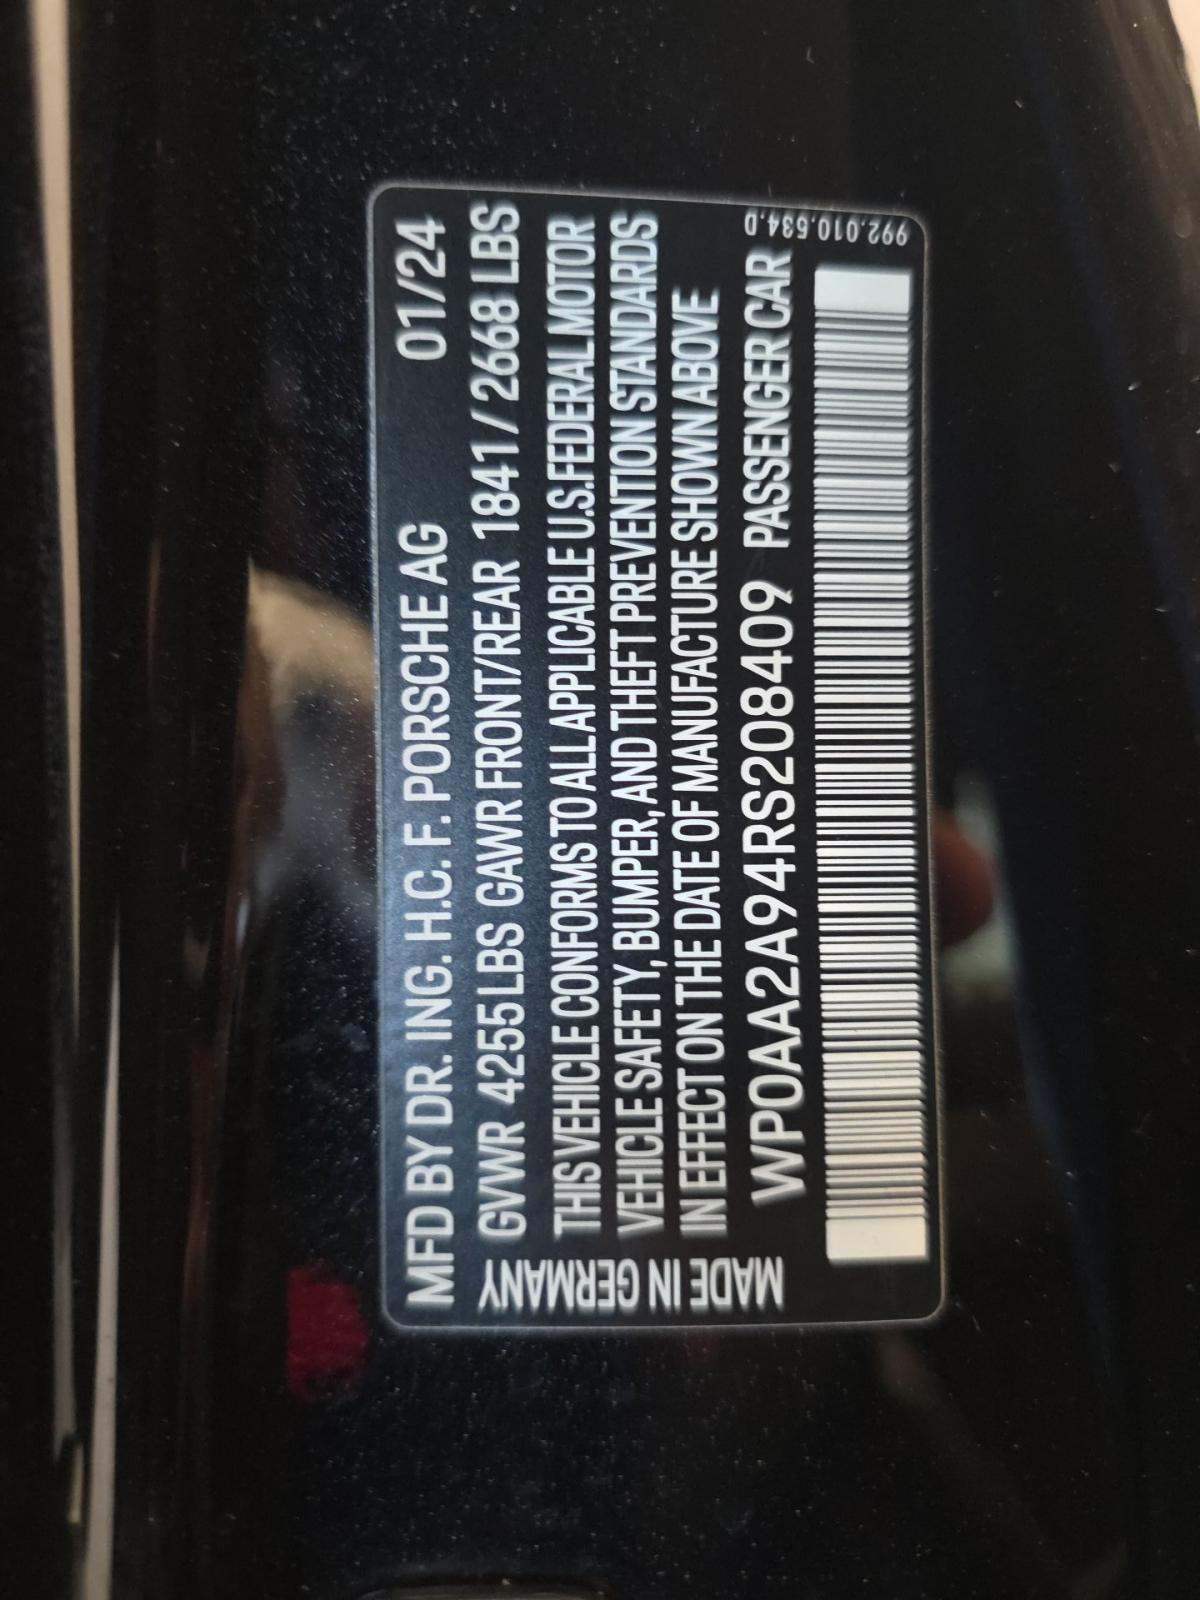 MFD BY DR. ING. H.C. F. PORSCHE AG 01/24
GVWR 4255 LBS GAWR FRONT/REAR 1841 / 2668 LBS
THIS VEHICLE CONFORMS TO ALL APPLICABLE U.S. FEDERAL MOTOR
VEHICLE SAFETY, BUMPER, AND THEFT PREVENTION STANDARDS
IN EFFECT ON THE DATE OF MANUFACTURE SHOWN ABOVE
WP0AA2A94RS208409 PASSENGER CAR
MADE IN GERMANY
992.010.534.D